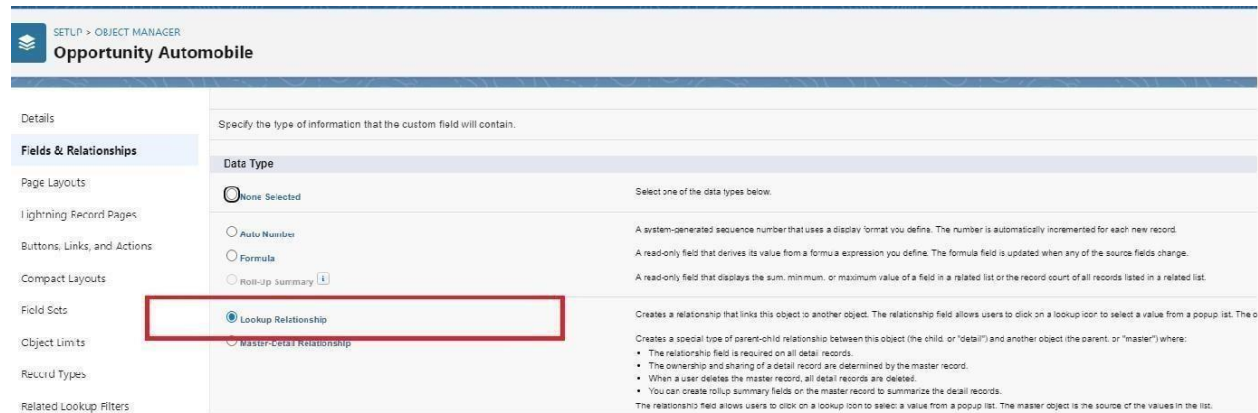 SETUP > OBJECT MANAGER
Opportunity Automobile
Details
Fields & Relationships
Page Layouts
Lightning Record Pages
Buttons, Links, and Actions
Compact Layouts
Field Sets
Object Limits
Record Types
Related Lookup Filters
Specify the type of information that the custom field will contain.
Data Type
None Selected
Select one of the data types below.
Auto Number
A system-generated sequence number that uses a display format you define. The number is automatically incremented for each new record.
Formula
A read-only field that derives its value from a formula expression you define. The formula field is updated when any of the source fields change.
Roll-Up Summary i
A read-only field that displays the sum, minimum, or maximum value of a field in a related list or the record count of all records listed in a related list.
Lookup Relationship
Creates a relationship that links this object to another object. The relationship field allows users to click on a lookup icon to select a value from a popup list. The o
Master-Detail Relationship
Creates a special type of parent-child relationship between this object (the child, or "detail") and another object (the parent, or "master") where:
• The relationship field is required on all detail records.
• The ownership and sharing of a detail record are determined by the master record.
• When a user deletes the master record, all detail records are deleted.
• You can create rollup summary fields on the master record to summarize the detail records.
The relationship field allows users to click on a lookup icon to select a value from a popup list. The master object is the source of the values in the list.